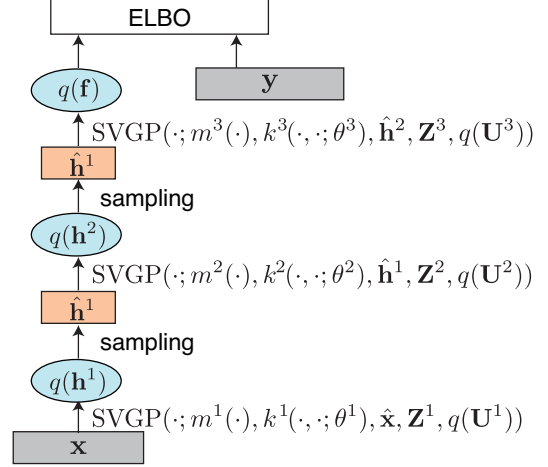 ELBO
q(𝐟)
𝐲
SVGP(·; m³(·), k³(·, ·; θ³), 𝐡̂², 𝐙³, q(𝐔³))
𝐡̂¹
sampling
q(𝐡²)
SVGP(·; m²(·), k²(·, ·; θ²), 𝐡̂¹, 𝐙², q(𝐔²))
𝐡̂¹
sampling
q(𝐡¹)
SVGP(·; m¹(·), k¹(·, ·; θ¹), 𝐱̂, 𝐙¹, q(𝐔¹))
𝐱